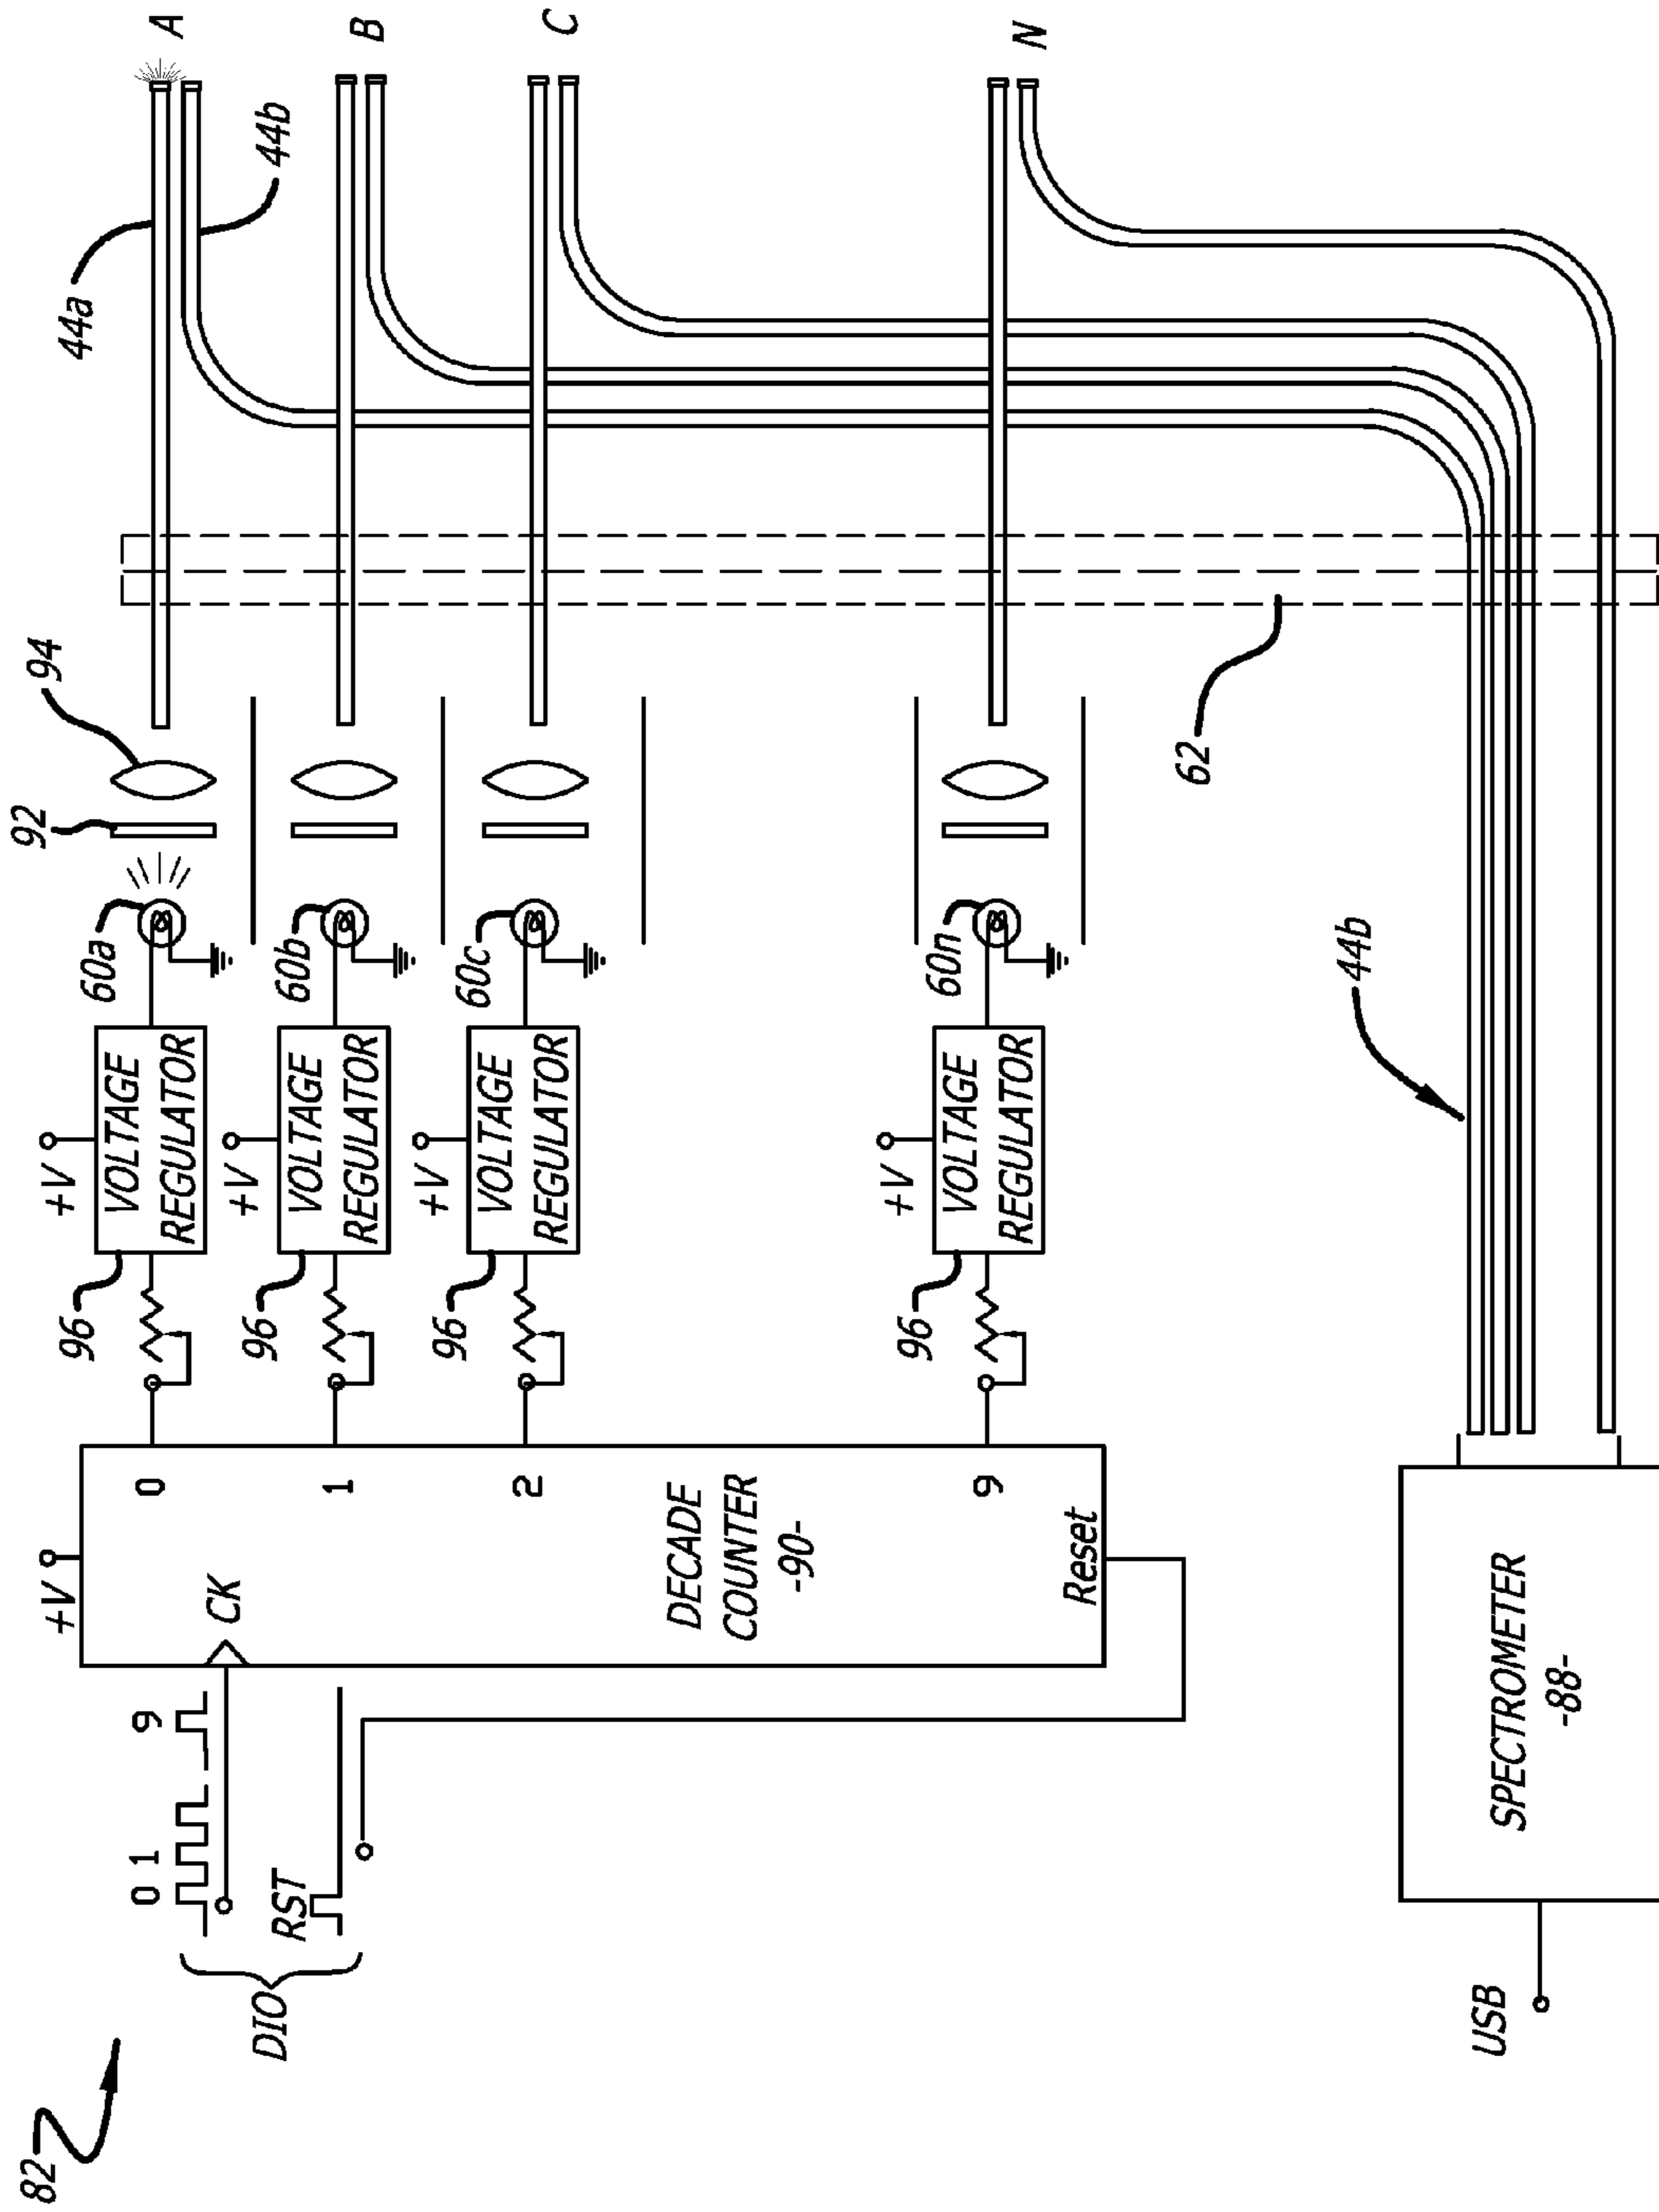 82
DIO
0 1 9
RST
+V
CK
0
1
2
9
DECADE
COUNTER
-90-
Reset
96
+V
VOLTAGE
REGULATOR
96
+V
VOLTAGE
REGULATOR
96
+V
VOLTAGE
REGULATOR
96
+V
VOLTAGE
REGULATOR
60a
60b
60c
60n
92
94
62
44a
44b
A
B
C
N
44b
USB
SPECTROMETER
-88-